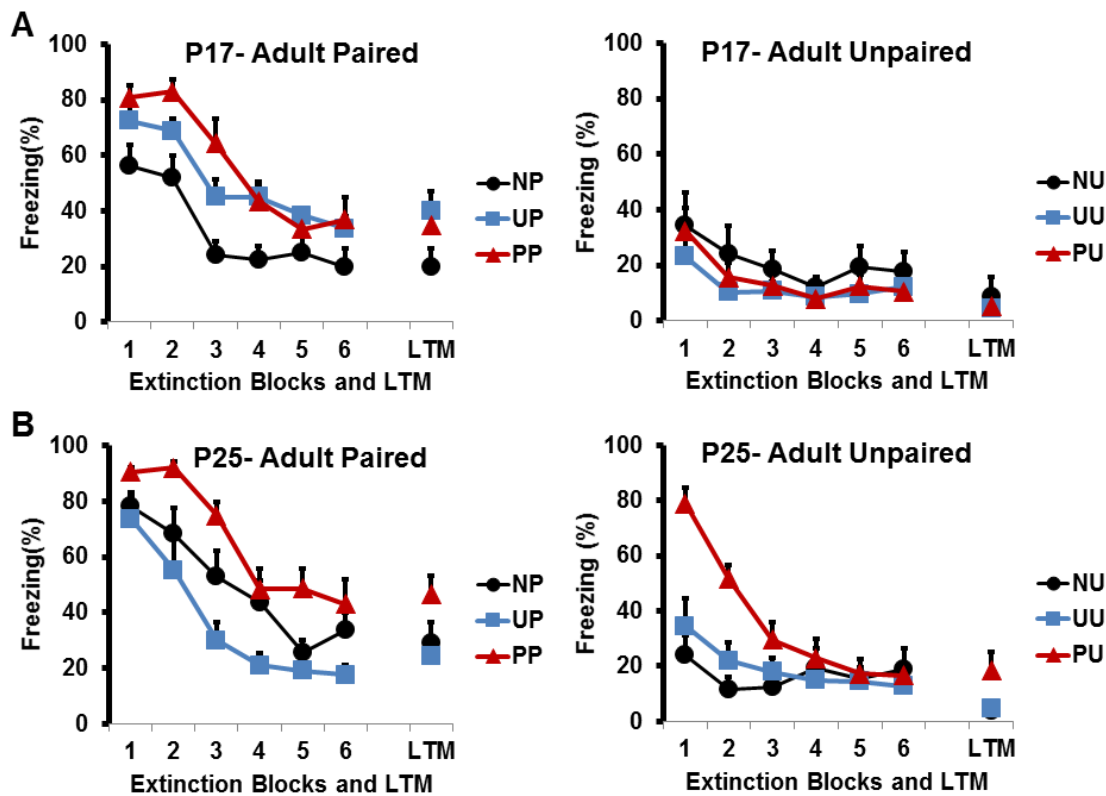 A
P17- Adult Paired
Freezing(%)
100
80
60
40
20
0
1 2 3 4 5 6 LTM
Extinction Blocks and LTM
NP
UP
PP
P17- Adult Unpaired
Freezing (%)
100
80
60
40
20
0
1 2 3 4 5 6 LTM
Extinction Blocks and LTM
NU
UU
PU
B
P25- Adult Paired
Freezing(%)
100
80
60
40
20
0
1 2 3 4 5 6 LTM
Extinction Blocks and LTM
NP
UP
PP
P25- Adult Unpaired
Freezing (%)
100
80
60
40
20
0
1 2 3 4 5 6 LTM
Extinction Blocks and LTM
NU
UU
PU